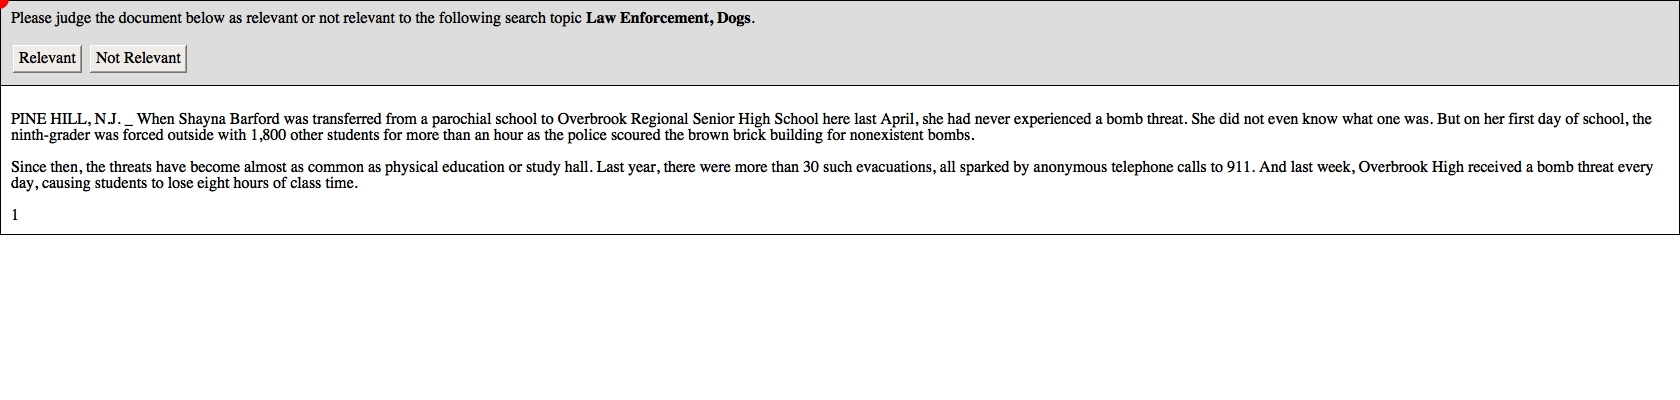 Please judge the document below as relevant or not relevant to the following search topic Law Enforcement, Dogs.
Relevant Not Relevant
PINE HILL, N.J. _ When Shayna Barford was transferred from a parochial school to Overbrook Regional Senior High School here last April, she had never experienced a bomb threat. She did not even know what one was. But on her first day of school, the
ninth-grader was forced outside with 1,800 other students for more than an hour as the police scoured the brown brick building for nonexistent bombs.
Since then, the threats have become almost as common as physical education or study hall. Last year, there were more than 30 such evacuations, all sparked by anonymous telephone calls to 911. And last week, Overbrook High received a bomb threat every
day, causing students to lose eight hours of class time.
1